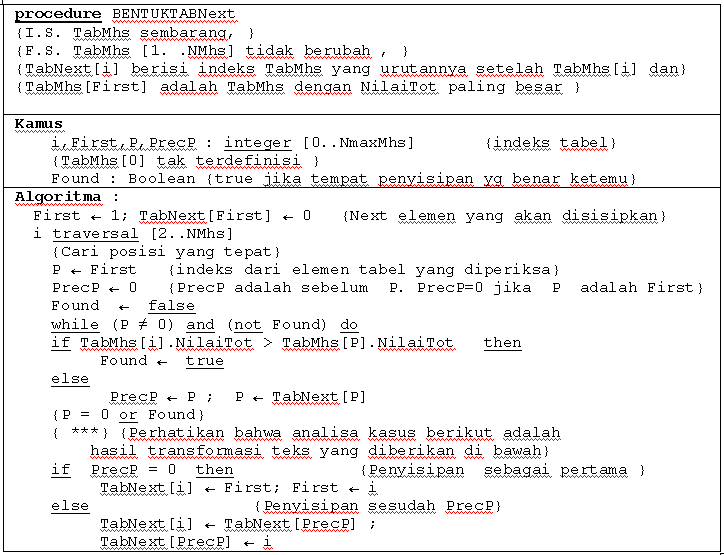 procedure BENTUKTABNext
{I.S. TabMhs sembarang, }
{F.S. TabMhs [1. .NMhs] tidak berubah , }
{TabNext[i] berisi indeks TabMhs yang urutannya setelah TabMhs[i] dan}
{TabMhs[First] adalah TabMhs dengan NilaiTot paling besar }
Kamus
i,First,P,PrecP : integer [0..NmaxMhs] {indeks tabel}
{TabMhs[0] tak terdefinisi }
Found : Boolean {true jika tempat penyisipan yg benar ketemu}
Algoritma :
First ← 1; TabNext[First] ← 0 {Next elemen yang akan disisipkan}
i traversal [2..NMhs]
{Cari posisi yang tepat}
P ← First {indeks dari elemen tabel yang diperiksa}
PrecP ← 0 {PrecP adalah sebelum P. PrecP=0 jika P adalah First}
Found ← false
while (P ≠ 0) and (not Found) do
if TabMhs[i].NilaiTot > TabMhs[P].NilaiTot then
Found ← true
else
PrecP ← P ; P ← TabNext[P]
{P = 0 or Found}
{ ***} {Perhatikan bahwa analisa kasus berikut adalah
hasil transformasi teks yang diberikan di bawah}
if PrecP = 0 then {Penyisipan sebagai pertama }
TabNext[i] ← First; First ← i
else {Penyisipan sesudah PrecP}
TabNext[i] ← TabNext[PrecP] ;
TabNext[PrecP] ← i